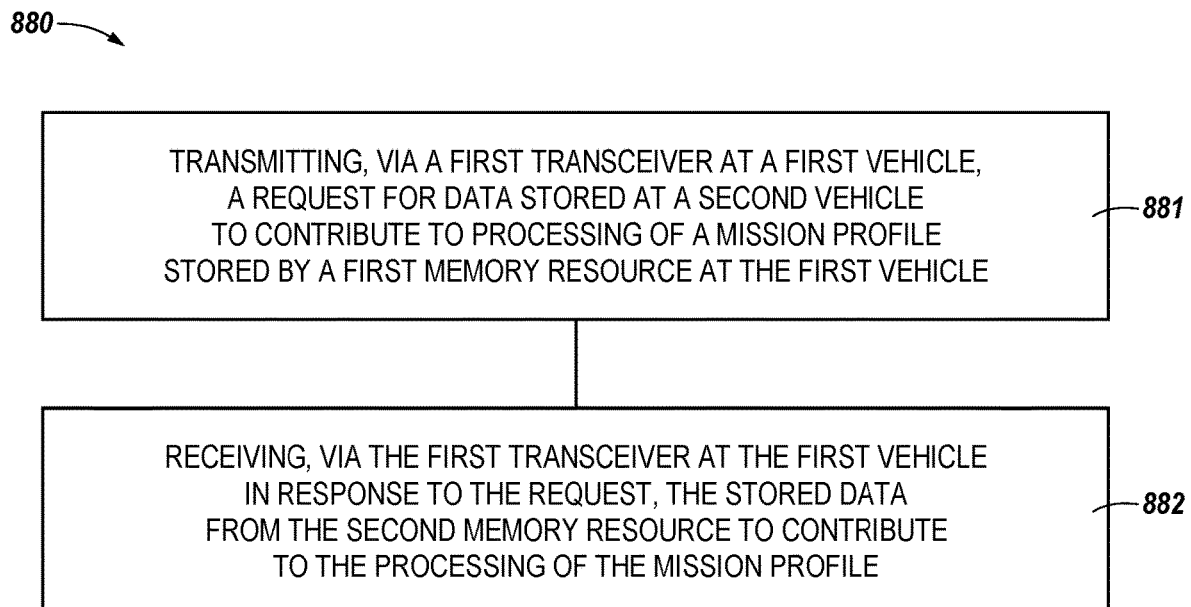 880
TRANSMITTING, VIA A FIRST TRANSCEIVER AT A FIRST VEHICLE,
A REQUEST FOR DATA STORED AT A SECOND VEHICLE
TO CONTRIBUTE TO PROCESSING OF A MISSION PROFILE
STORED BY A FIRST MEMORY RESOURCE AT THE FIRST VEHICLE
881
RECEIVING, VIA THE FIRST TRANSCEIVER AT THE FIRST VEHICLE
IN RESPONSE TO THE REQUEST, THE STORED DATA
FROM THE SECOND MEMORY RESOURCE TO CONTRIBUTE
TO THE PROCESSING OF THE MISSION PROFILE
882